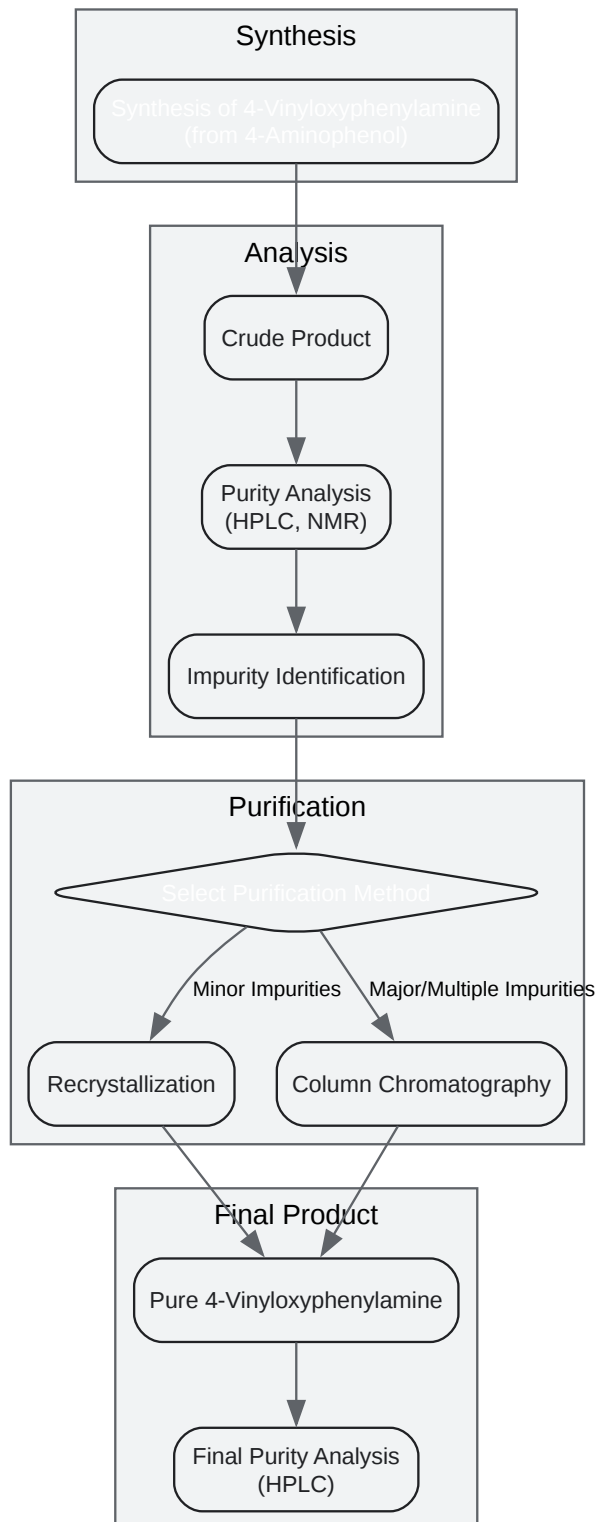 Synthesis
Synthesis of 4-Vinyloxyphenylamine
(from 4-Aminophenol)
Analysis
Crude Product
Purity Analysis
(HPLC, NMR)
Impurity Identification
Purification
Select Purification Method
Minor Impurities
Major/Multiple Impurities
Recrystallization
Column Chromatography
Final Product
Pure 4-Vinyloxyphenylamine
Final Purity Analysis
(HPLC)